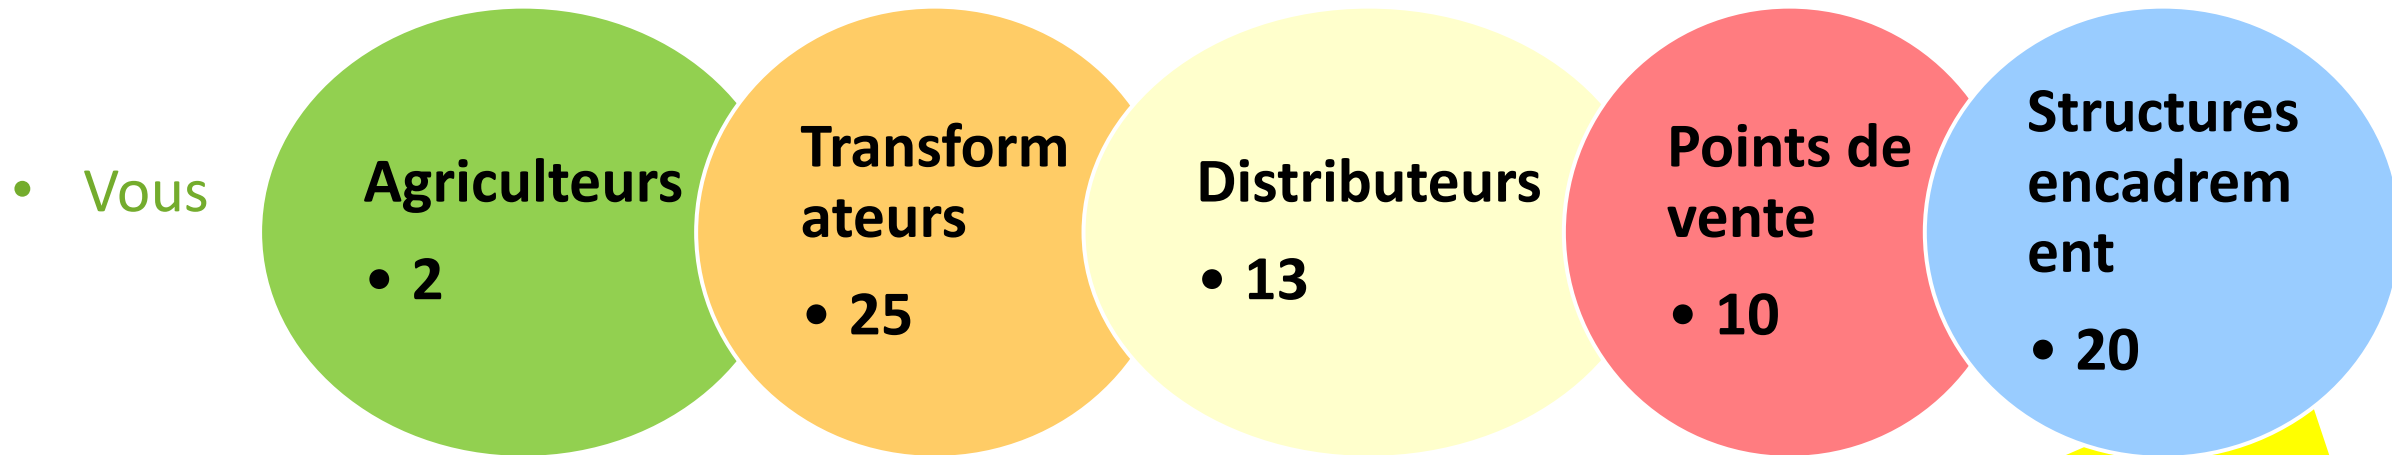 • Vous
Agriculteurs
• 2
Transform
ateurs
• 25
Distributeurs
• 13
Points de
vente
• 10
Structures
encadrem
ent
• 20